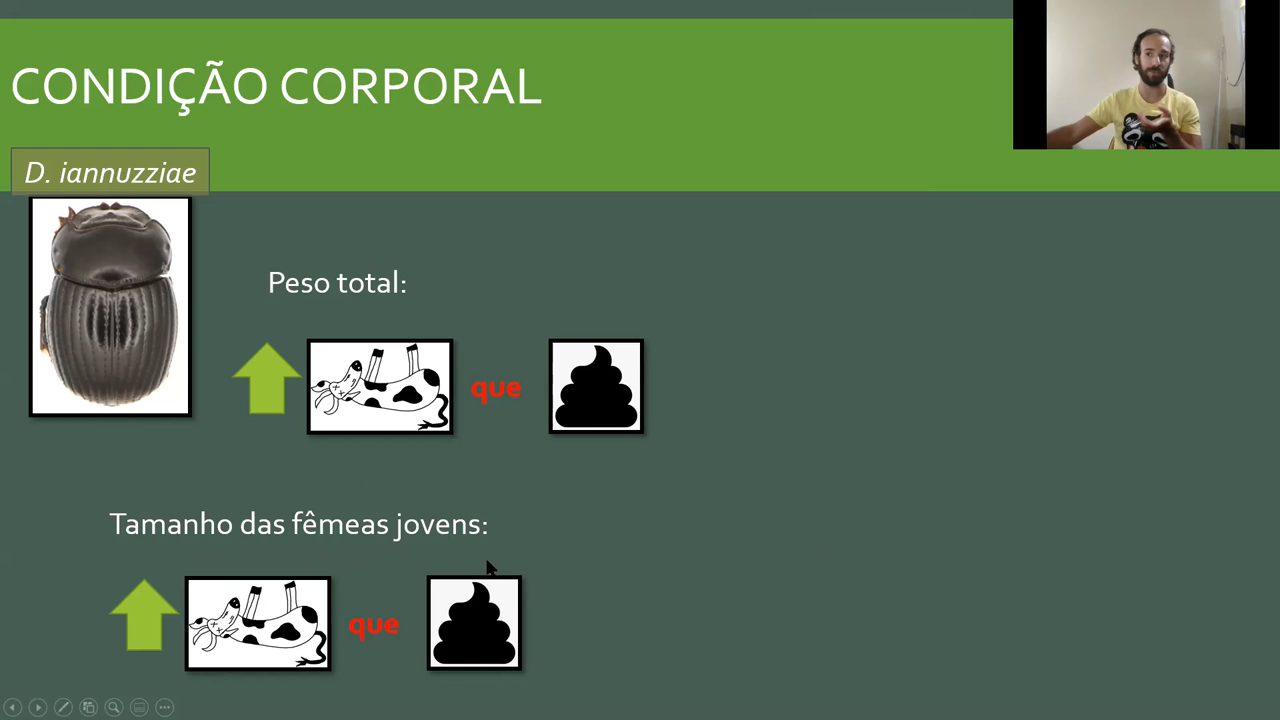 CONDIÇÃO CORPORAL
D. iannuzziae
Peso total:
que
Tamanho das fêmeas jovens:
que